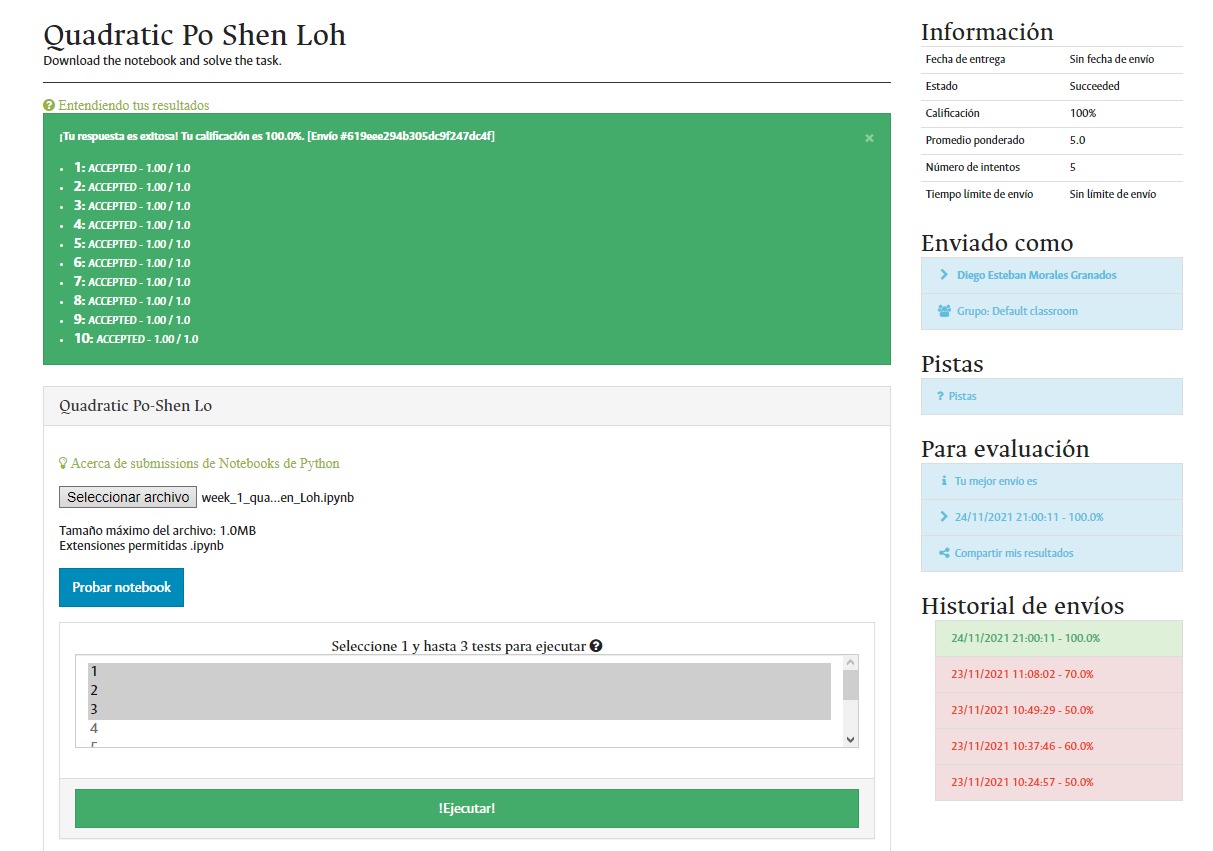 Quadratic Po Shen Loh
Download the notebook and solve the task.
Entendiendo tus resultados
¡Tu respuesta es exitosa! Tu calificación es 100.0%. [Envío #619eee294b305dc9f247dc4f]
×
1: ACCEPTED - 1.00 / 1.0
2: ACCEPTED - 1.00 / 1.0
3: ACCEPTED - 1.00 / 1.0
4: ACCEPTED - 1.00 / 1.0
5: ACCEPTED - 1.00 / 1.0
6: ACCEPTED - 1.00 / 1.0
7: ACCEPTED - 1.00 / 1.0
8: ACCEPTED - 1.00 / 1.0
9: ACCEPTED - 1.00 / 1.0
10: ACCEPTED - 1.00 / 1.0
Quadratic Po-Shen Lo
Acerca de submissions de Notebooks de Python
Seleccionar archivo week_1_qua...en_Loh.ipynb
Tamaño máximo del archivo: 1.0MB
Extensiones permitidas .ipynb
Probar notebook
Seleccione 1 y hasta 3 tests para ejecutar
1
2
3
4
5
!Ejecutar!
Información
Fecha de entrega Sin fecha de envío
Estado Succeeded
Calificación 100%
Promedio ponderado 5.0
Número de intentos 5
Tiempo límite de envío Sin límite de envío
Enviado como
Diego Esteban Morales Granados
Grupo: Default classroom
Pistas
? Pistas
Para evaluación
Tu mejor envío es
24/11/2021 21:00:11 - 100.0%
Compartir mis resultados
Historial de envíos
24/11/2021 21:00:11 - 100.0%
23/11/2021 11:08:02 - 70.0%
23/11/2021 10:49:29 - 50.0%
23/11/2021 10:37:46 - 60.0%
23/11/2021 10:24:57 - 50.0%